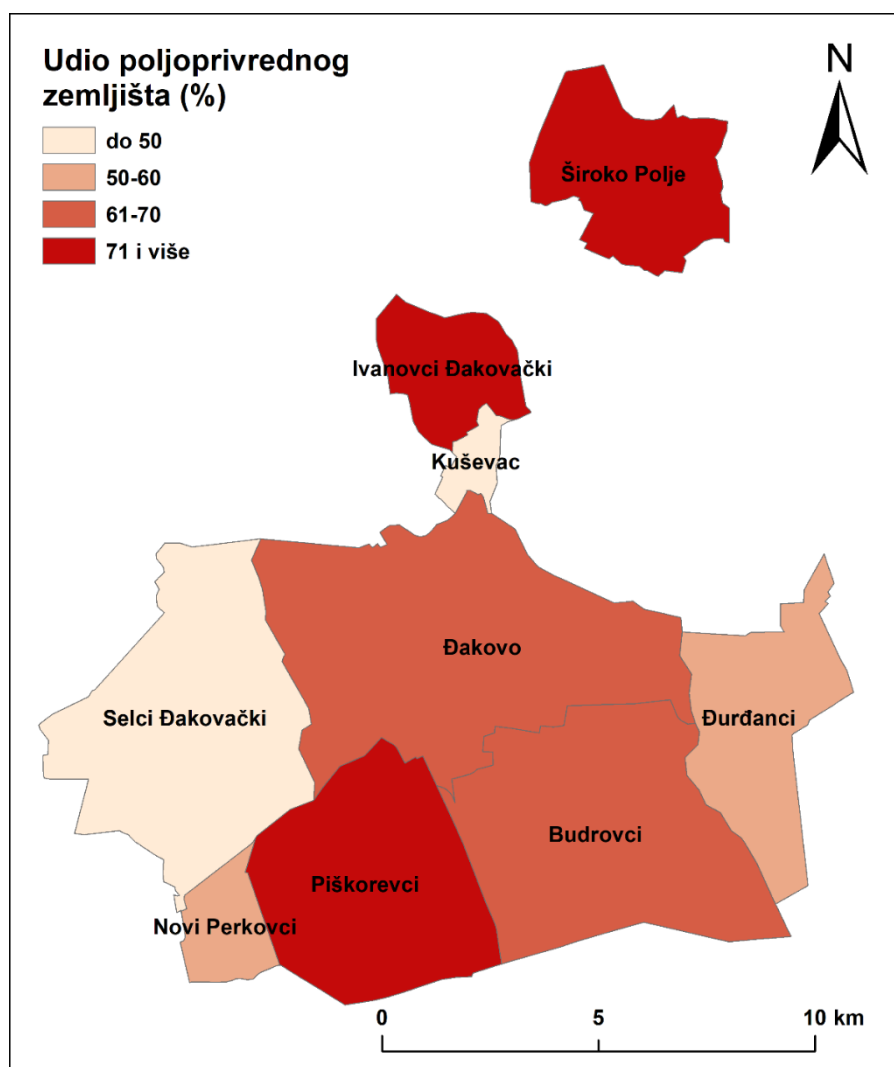 Udio poljoprivrednog
zemljišta (%)
do 50
50-60
61-70
71 i više
N
Široko Polje
Ivanovci Đakovački
Kuševac
Đakovo
Selci Đakovački
Đurđanci
Budrovci
Piškorevci
Novi Perkovci
0 5 10 km